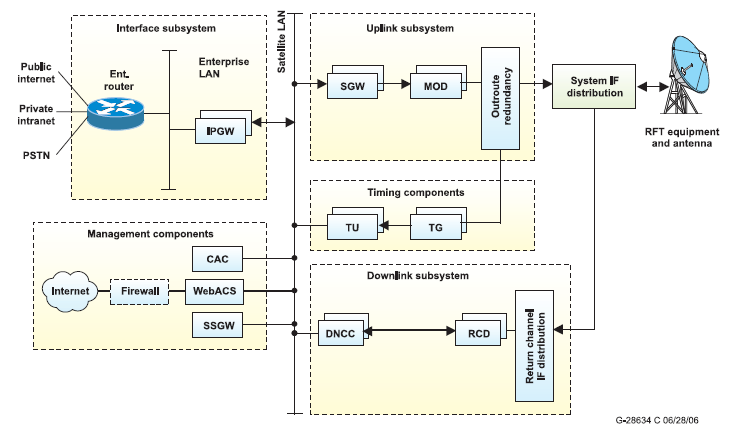 Interface subsystem
Public
internet
Private
intranet
PSTN
Ent.
router
Enterprise
LAN
IPGW
Satellite LAN
Uplink subsystem
SGW
MOD
Outroute
redundancy
System IF
distribution
RFT equipment
and antenna
Timing components
TU
TG
Management components
CAC
Internet
Firewall
WebACS
SSGW
Downlink subsystem
DNCC
RCD
Return channel
IF distribution
G-28634 C 06/28/06